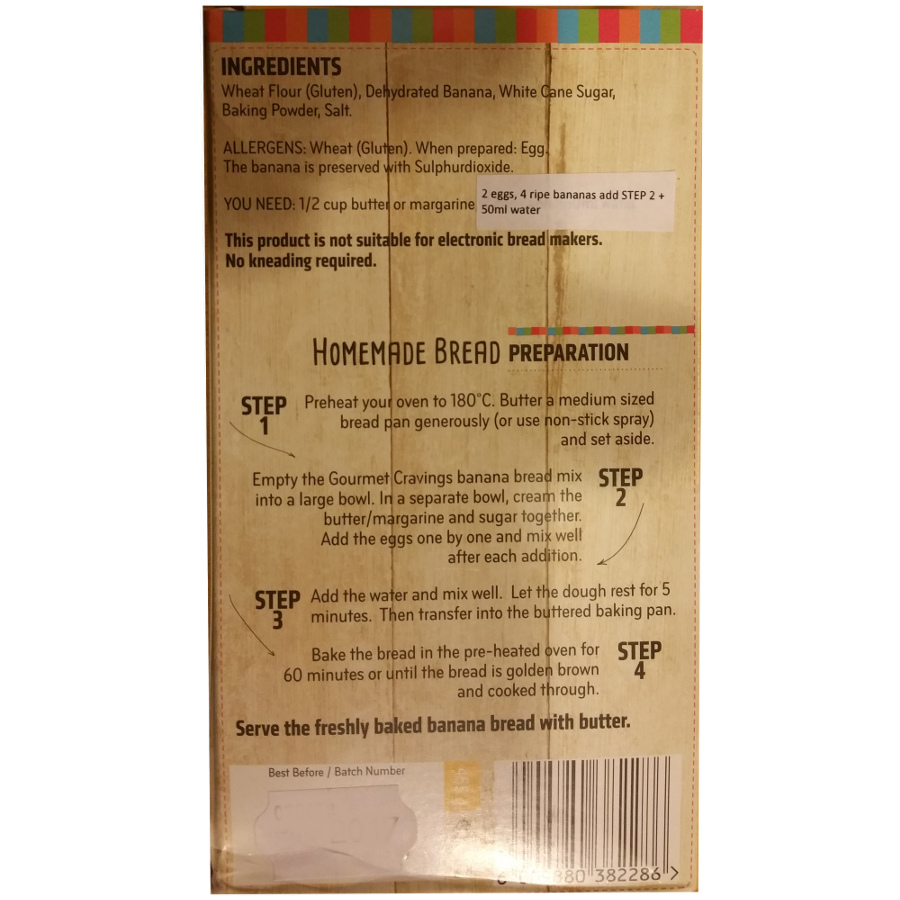 INGREDIENTS
Wheat Flour (Gluten), Dehydrated Banana, White Cane Sugar,
Baking Powder, Salt.
ALLERGENS: Wheat (Gluten). When prepared: Egg.
The banana is preserved with Sulphurdioxide.
YOU NEED: 1/2 cup butter or margarine
2 eggs, 4 ripe bananas add STEP 2 +
50ml water
This product is not suitable for electronic bread makers.
No kneading required.
HOMEMADE BREAD PREPARATION
STEP
1
Preheat your oven to 180°C. Butter a medium sized
bread pan generously (or use non-stick spray)
and set aside.
STEP
2
Empty the Gourmet Cravings banana bread mix
into a large bowl. In a separate bowl, cream the
butter/margarine and sugar together.
Add the eggs one by one and mix well
after each addition.
STEP
3
Add the water and mix well. Let the dough rest for 5
minutes. Then transfer into the buttered baking pan.
STEP
4
Bake the bread in the pre-heated oven for
60 minutes or until the bread is golden brown
and cooked through.
Serve the freshly baked banana bread with butter.
Best Before / Batch Number
382286 >